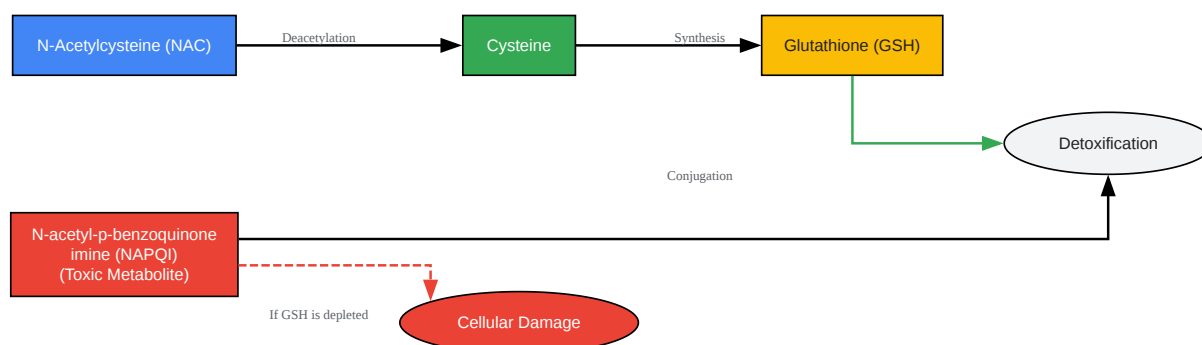 N-Acetylcysteine (NAC)
Deacetylation
Cysteine
Synthesis
Glutathione (GSH)
Detoxification
Conjugation
N-acetyl-p-benzoquinone
imine (NAPQI)
(Toxic Metabolite)
If GSH is depleted
Cellular Damage